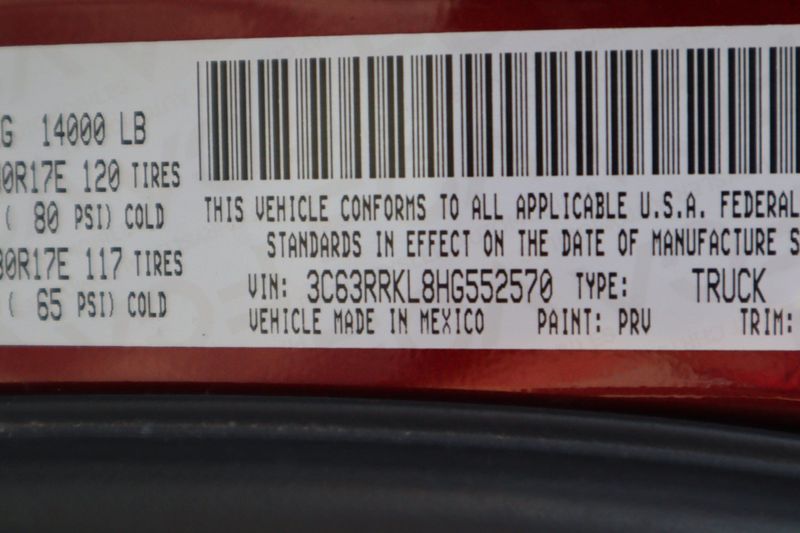 G 14000 LB
0R17E 120 TIRES
( 80 PSI) COLD
80R17E 117 TIRES
( 65 PSI) COLD
THIS VEHICLE CONFORMS TO ALL APPLICABLE U.S.A. FEDERAL
STANDARDS IN EFFECT ON THE DATE OF MANUFACTURE S
VIN: 3C63RRKL8HG552570 TYPE: TRUCK
VEHICLE MADE IN MEXICO PAINT: PRV TRIM: